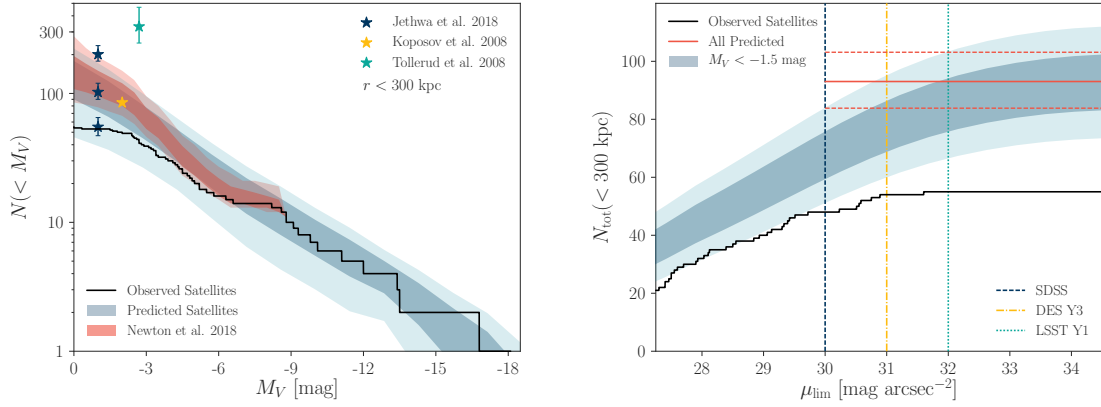 300
100
30
10
3
1
N(< M_V)
0
-3
-6
-9
-12
-15
-18
M_V [mag]
Jethwa et al. 2018
Koposov et al. 2008
Tollerud et al. 2008
r < 300 kpc
Observed Satellites
Predicted Satellites
Newton et al. 2018
100
80
60
40
20
0
N_tot(< 300 kpc)
28
29
30
31
32
33
34
μ_lim [mag arcsec⁻²]
Observed Satellites
All Predicted
M_V < −1.5 mag
SDSS
DES Y3
LSST Y1